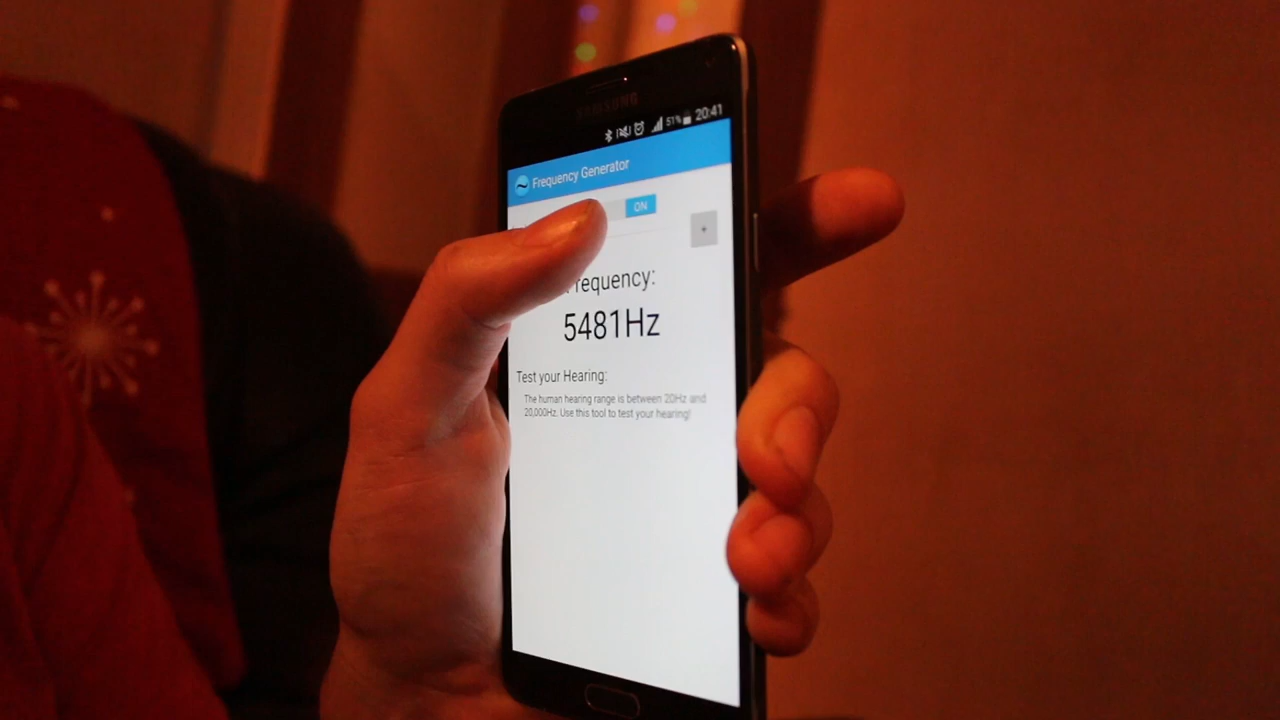 SAMSUNG
51% 20:41
Frequency Generator
ON
+
requency:
5481Hz
Test your Hearing:
The human hearing range is between 20Hz and
20,000Hz. Use this tool to test your hearing!